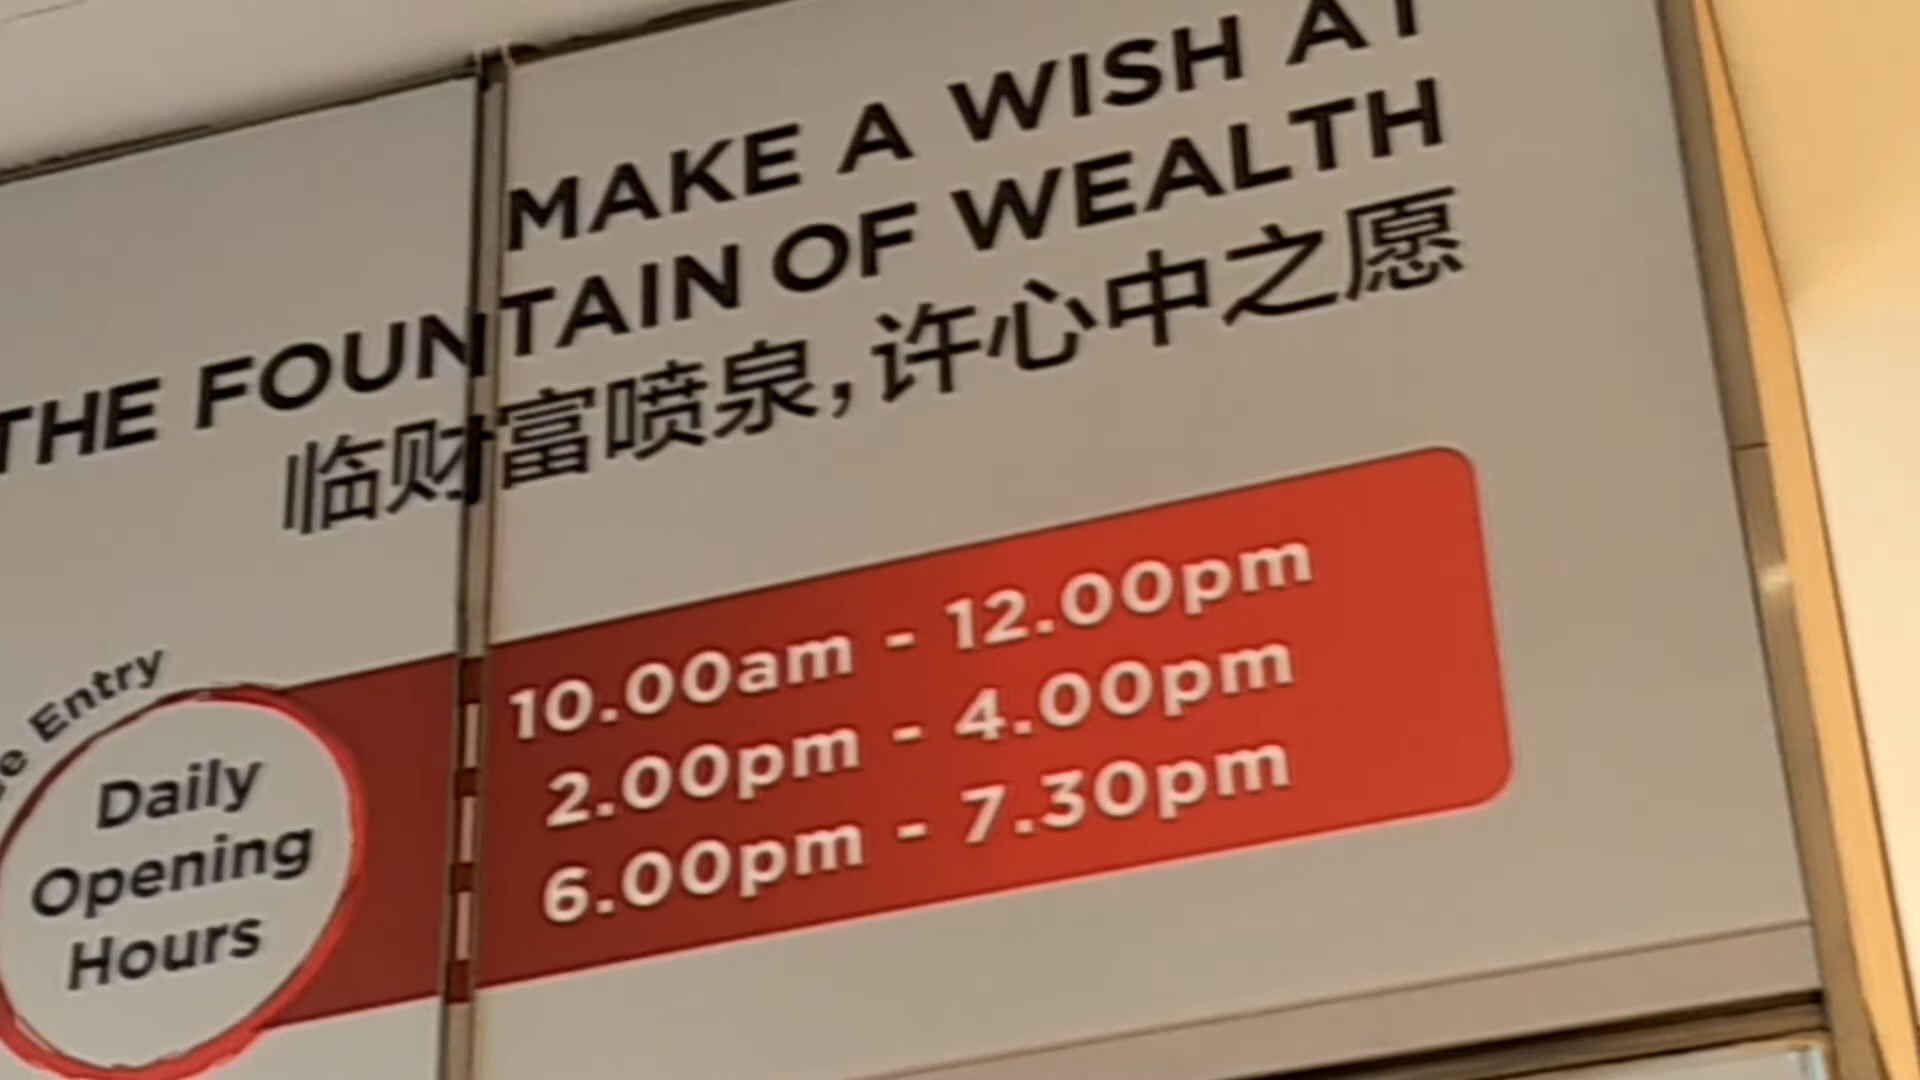 MAKE A WISH AT
THE FOUNTAIN OF WEALTH
临财富喷泉,许心中之愿
Entry
Daily
Opening
Hours
10.00am - 12.00pm
2.00pm - 4.00pm
6.00pm - 7.30pm